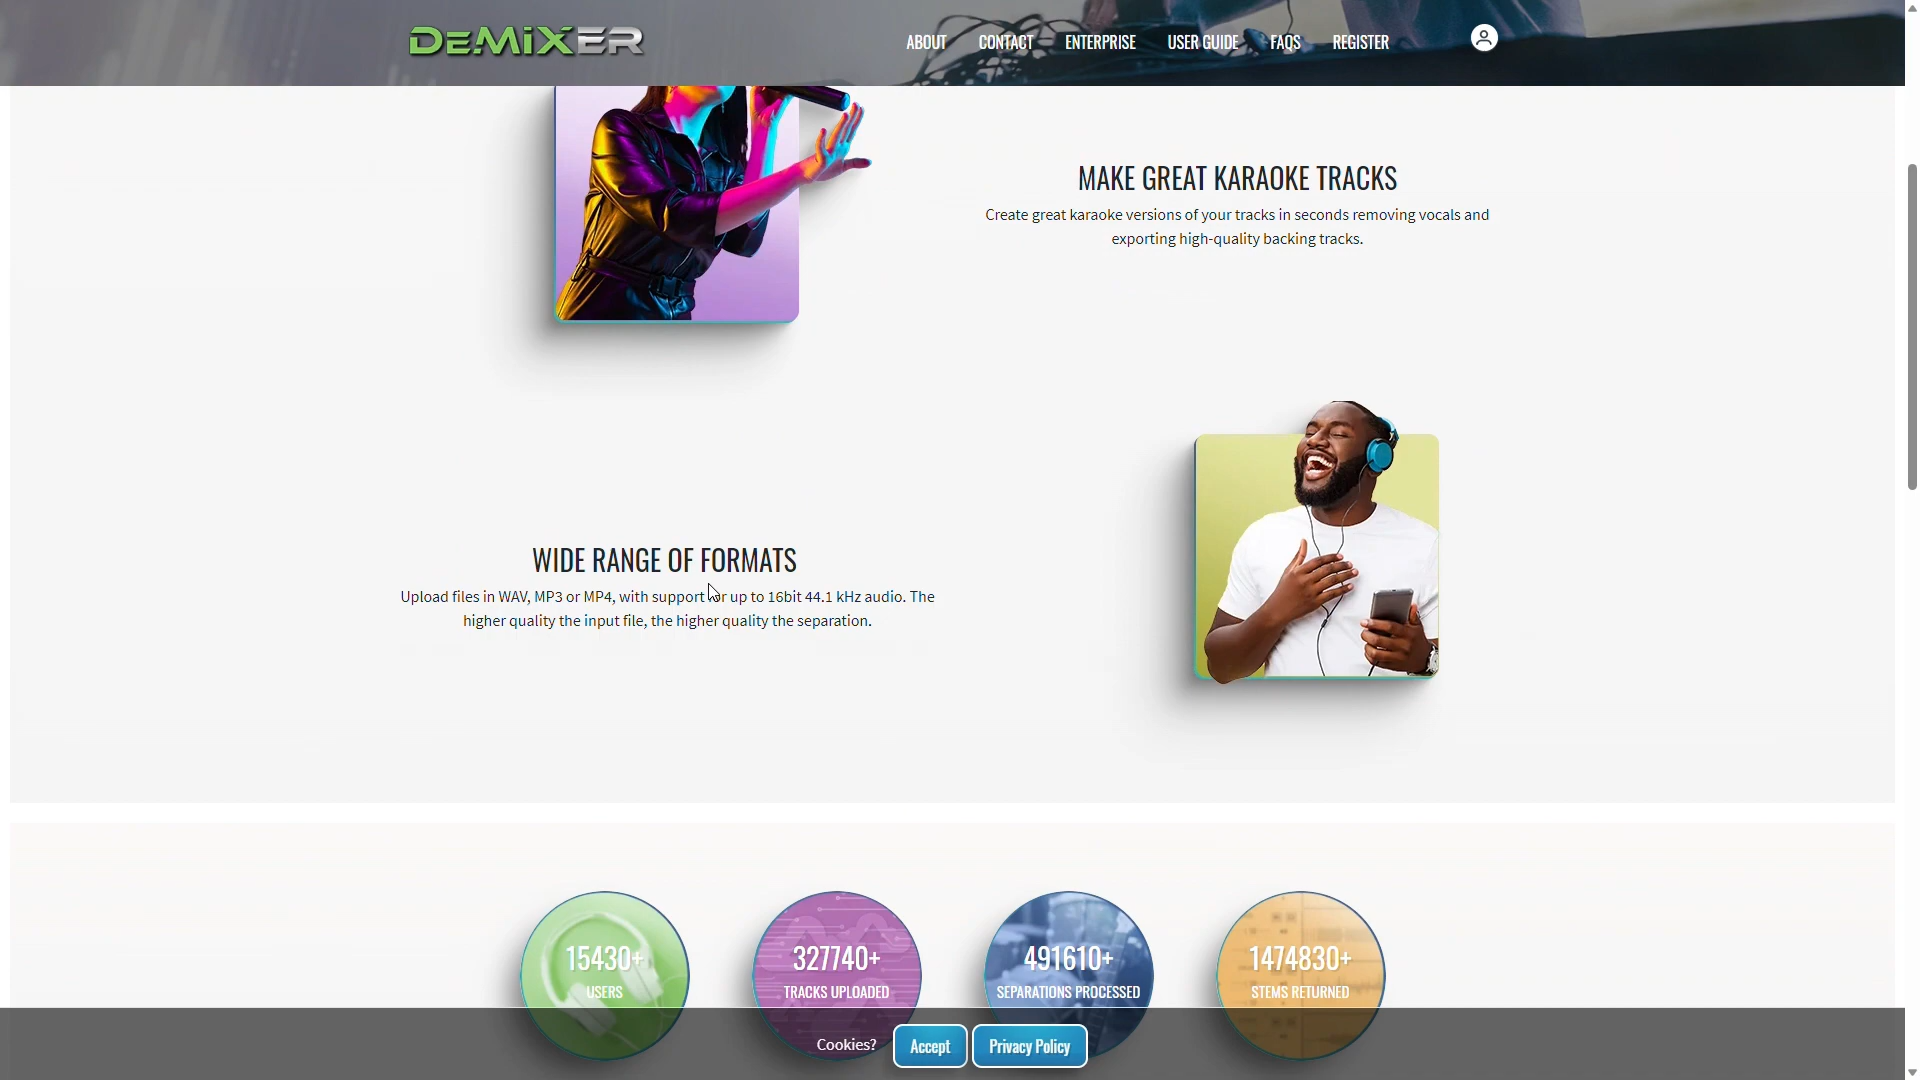 DEMIXER
ABOUT CONTACT ENTERPRISE USER GUIDE FAQS REGISTER
MAKE GREAT KARAOKE TRACKS
Create great karaoke versions of your tracks in seconds removing vocals and
exporting high-quality backing tracks.
WIDE RANGE OF FORMATS
Upload files in WAV, MP3 or MP4, with support for up to 16bit 44.1 kHz audio. The
higher quality the input file, the higher quality the separation.
15430+ 327740+ 491610+ 1474830+
USERS TRACKS UPLOADED SEPARATIONS PROCESSED STEMS RETURNED
Cookies? Accept Privacy Policy